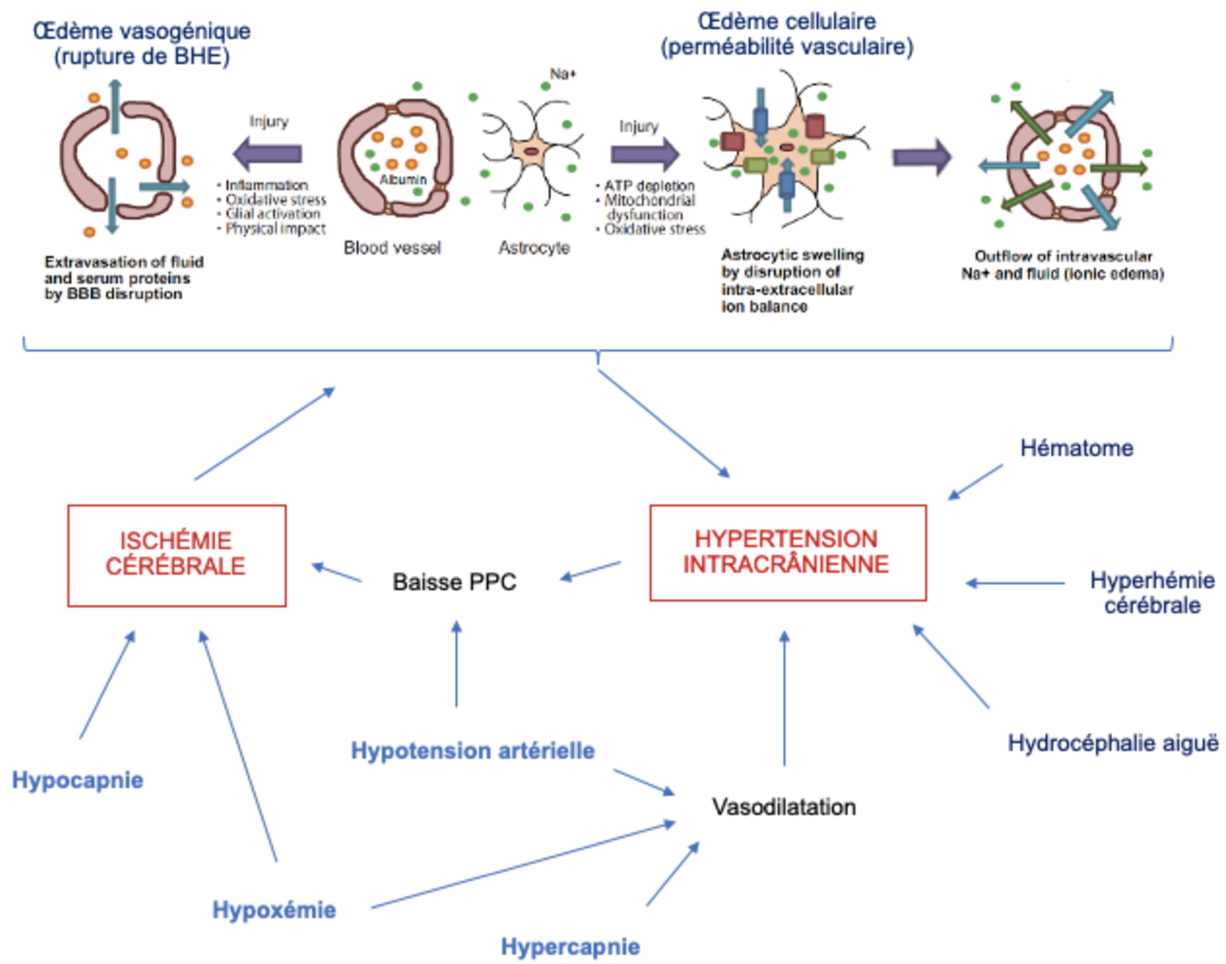 Œdème vasogénique
(rupture de BHE)
Œdème cellulaire
(perméabilité vasculaire)
Na+
Injury
Injury
Albumin
• Inflammation
• Oxidative stress
• Glial activation
• Physical impact
• ATP depletion
• Mitochondrial
dysfunction
• Oxidative stress
Blood vessel
Astrocyte
Extravasation of fluid
and serum proteins
by BBB disruption
Astrocytic swelling
by disruption of
intra-extracellular
ion balance
Outflow of intravascular
Na+ and fluid (ionic edema)
Hématome
ISCHÉMIE
CÉRÉBRALE
HYPERTENSION
INTRACRÂNIENNE
Baisse PPC
Hyperhémie
cérébrale
Hypotension artérielle
Hydrocéphalie aiguë
Hypocapnie
Vasodilatation
Hypoxémie
Hypercapnie